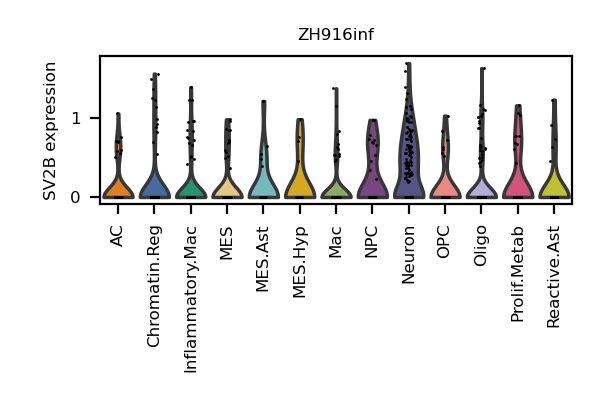 ZH916inf
SV2B expression
1
0
AC
Chromatin.Reg
Inflammatory.Mac
MES
MES.Ast
MES.Hyp
Mac
NPC
Neuron
OPC
Oligo
Prolif.Metab
Reactive.Ast